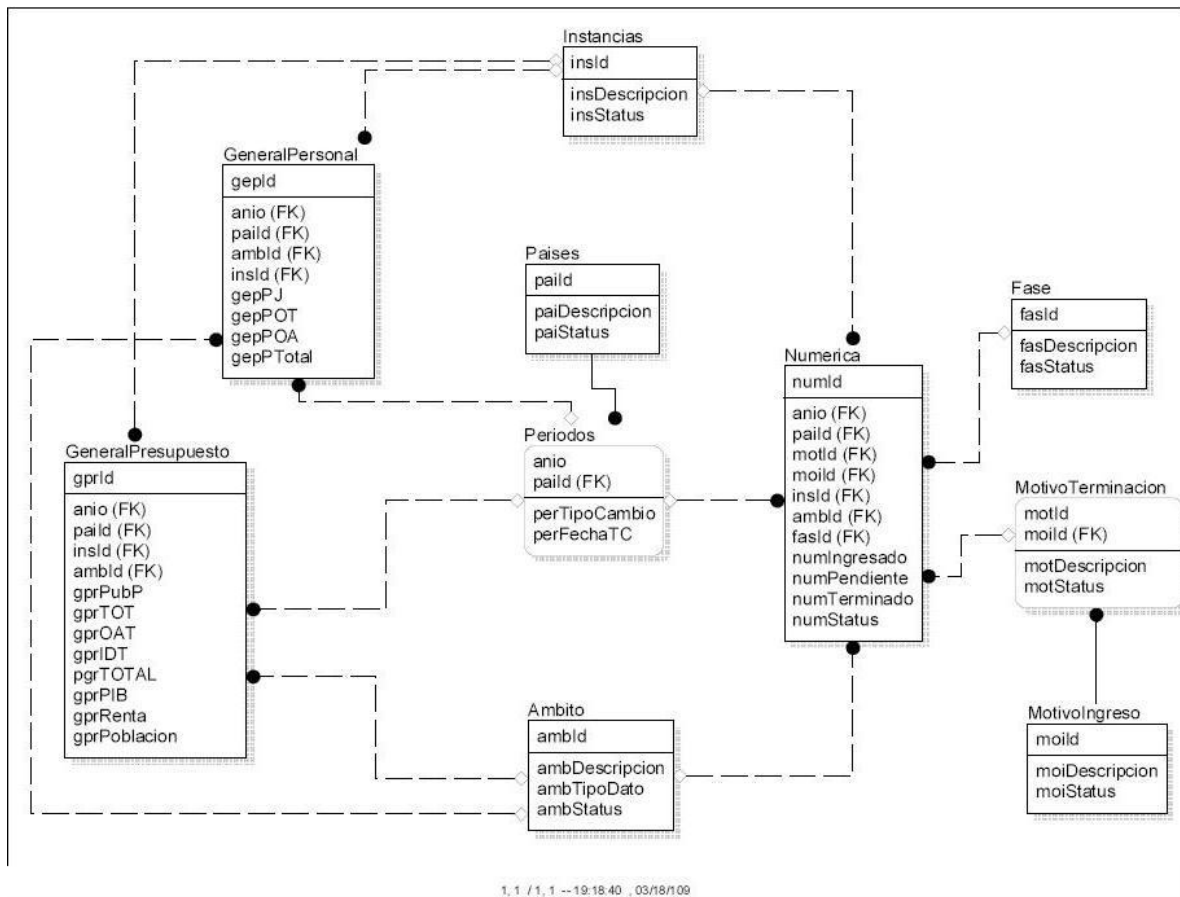 Instancias
insId
insDescripcion
insStatus
GeneralPersonal
gepId
anio (FK)
paiId (FK)
ambId (FK)
insId (FK)
gepPJ
gepPOT
gepPOA
gepPTotal
Paises
paiId
paiDescripcion
paiStatus
Fase
fasId
fasDescripcion
fasStatus
Numerica
numId
anio (FK)
paiId (FK)
motId (FK)
moiId (FK)
insId (FK)
ambId (FK)
fasId (FK)
numIngresado
numPendiente
numTerminado
numStatus
GeneralPresupuesto
gprId
anio (FK)
paiId (FK)
insId (FK)
ambId (FK)
gprPubP
gprTOT
gprOAT
gprIDT
pgrTOTAL
gprPIB
gprRenta
gprPoblacion
Periodos
anio
paiId (FK)
perTipoCambio
perFechaTC
MotivoTerminacion
motId
moiId (FK)
motDescripcion
motStatus
Ambito
ambId
ambDescripcion
ambTipoDato
ambStatus
MotivoIngreso
moiId
moiDescripcion
moiStatus
1, 1 / 1, 1 -- 19:18:40 , 03/18/109